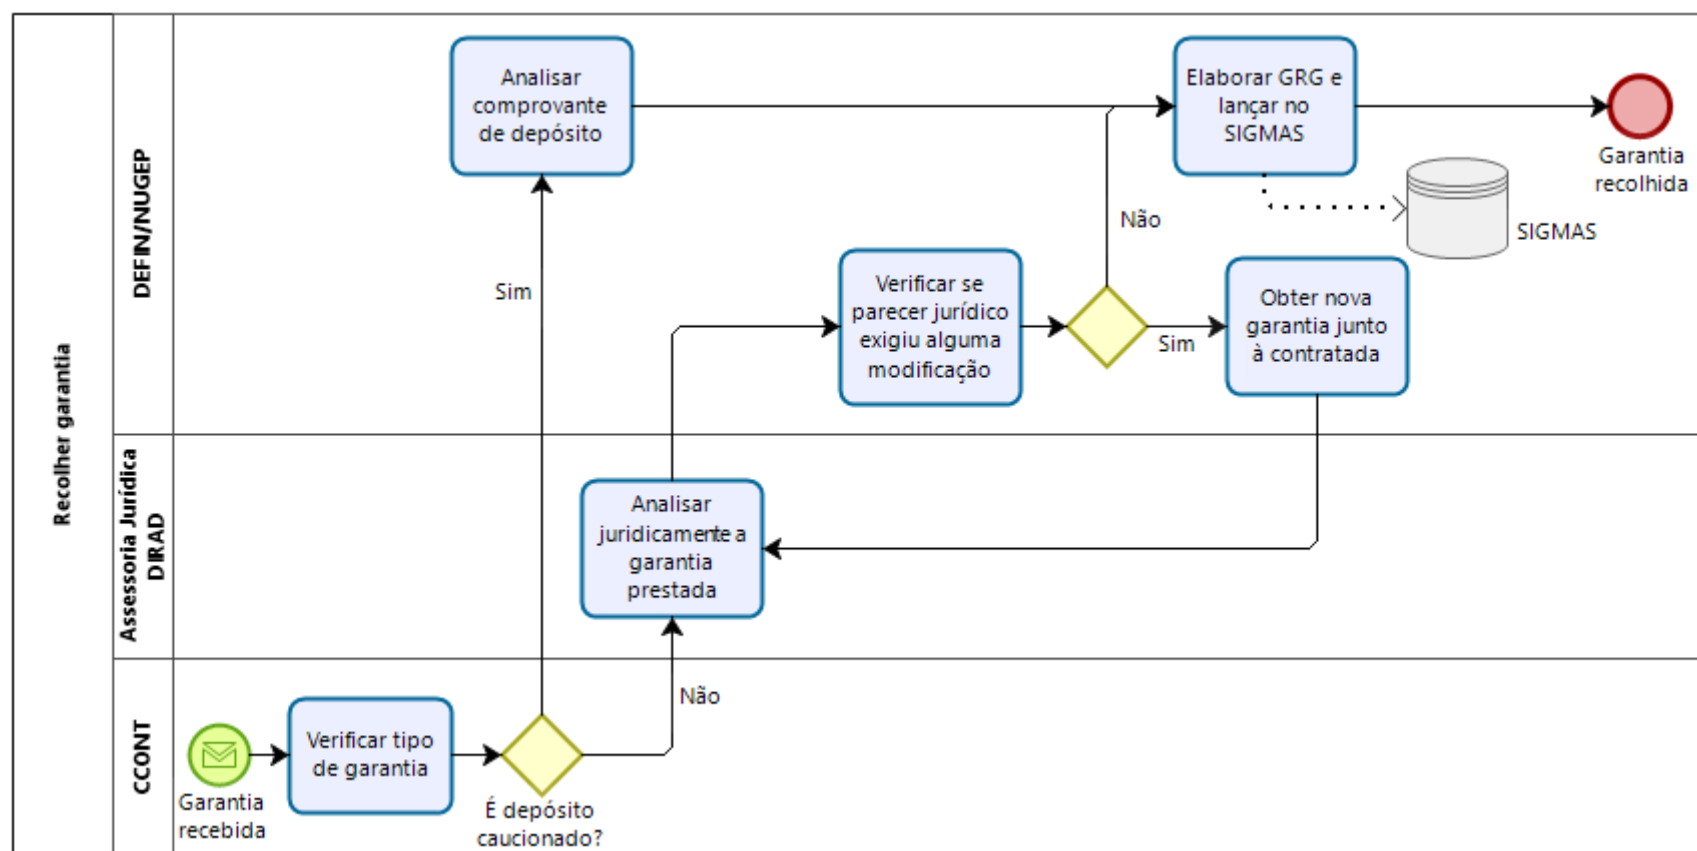 Recolher garantia
DEFIN/NUGEP
Analisar
comprovante
de depósito
Elaborar GRG e
lançar no
SIGMAS
Garantia
recolhida
SIGMAS
Não
Sim
Verificar se
parecer jurídico
exigiu alguma
modificação
Sim
Obter nova
garantia junto
à contratada
Assessoria Jurídica
DIRAD
Analisar
juridicamente a
garantia
prestada
Não
CCONT
Garantia
recebida
Verificar tipo
de garantia
É depósito
caucionado?